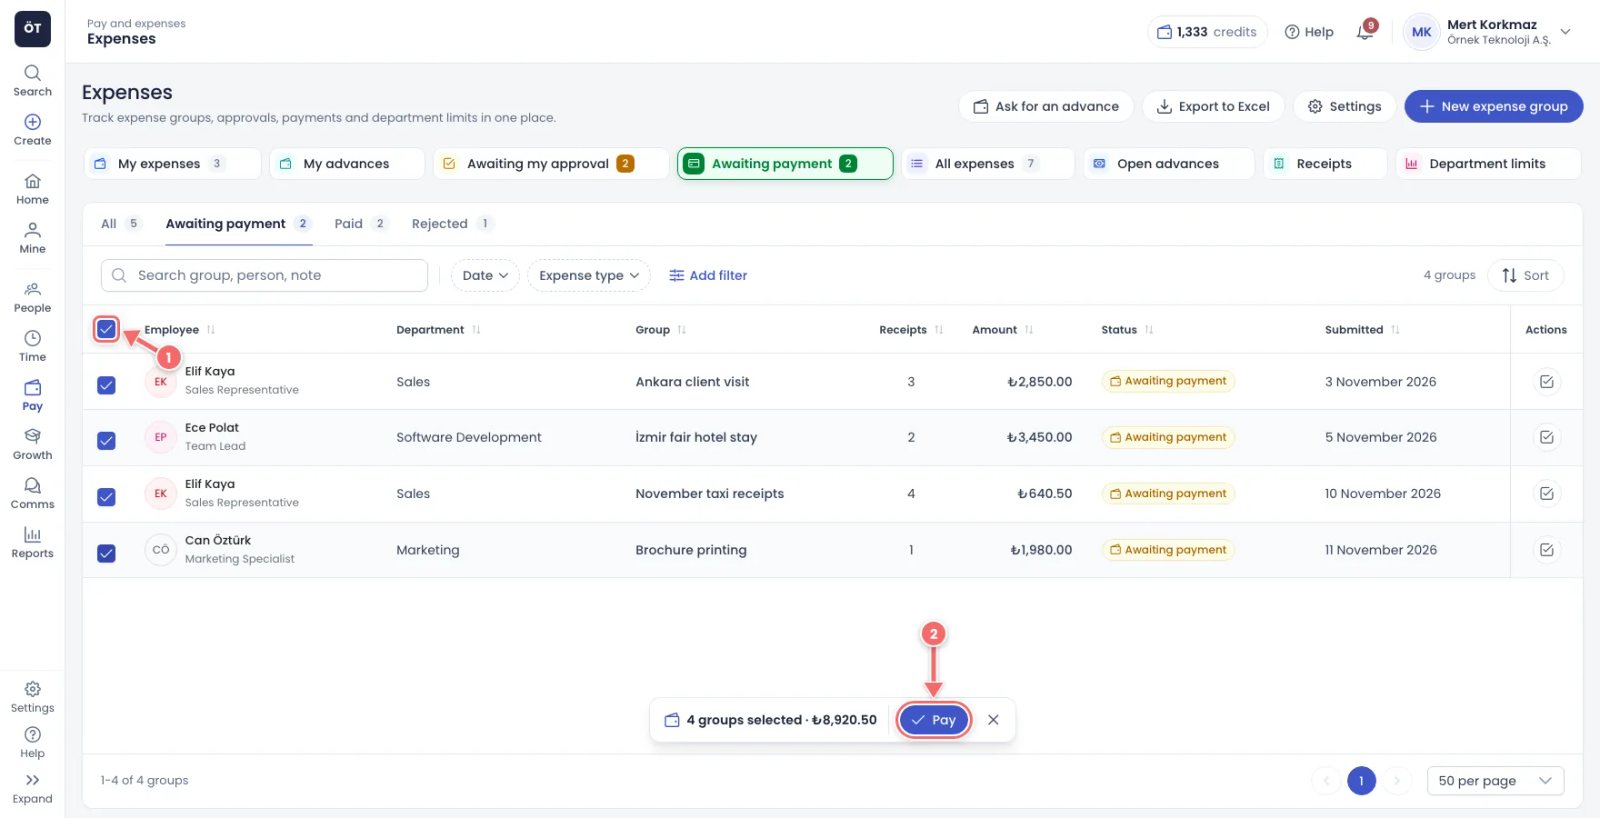 ÖT
Search
Create
Home
Mine
People
Time
Pay
Growth
Comms
Reports
Settings
Help
Expand
Pay and expenses
Expenses
1,333 credits
Help
9
MK
Mert Korkmaz
Örnek Teknoloji A.Ş.
Expenses
Track expense groups, approvals, payments and department limits in one place.
Ask for an advance
Export to Excel
Settings
New expense group
My expenses 3
My advances
Awaiting my approval 2
Awaiting payment 2
All expenses 7
Open advances
Receipts
Department limits
All 5
Awaiting payment 2
Paid 2
Rejected 1
Search group, person, note
Date
Expense type
Add filter
4 groups
Sort
Employee Department Group Receipts Amount Status Submitted Actions
1
EK
Elif Kaya
Sales Representative
Sales Ankara client visit 3 ₺2,850.00 Awaiting payment 3 November 2026
EP
Ece Polat
Team Lead
Software Development İzmir fair hotel stay 2 ₺3,450.00 Awaiting payment 5 November 2026
EK
Elif Kaya
Sales Representative
Sales November taxi receipts 4 ₺640.50 Awaiting payment 10 November 2026
CÖ
Can Öztürk
Marketing Specialist
Marketing Brochure printing 1 ₺1,980.00 Awaiting payment 11 November 2026
2
4 groups selected · ₺8,920.50
Pay
1-4 of 4 groups
1
50 per page